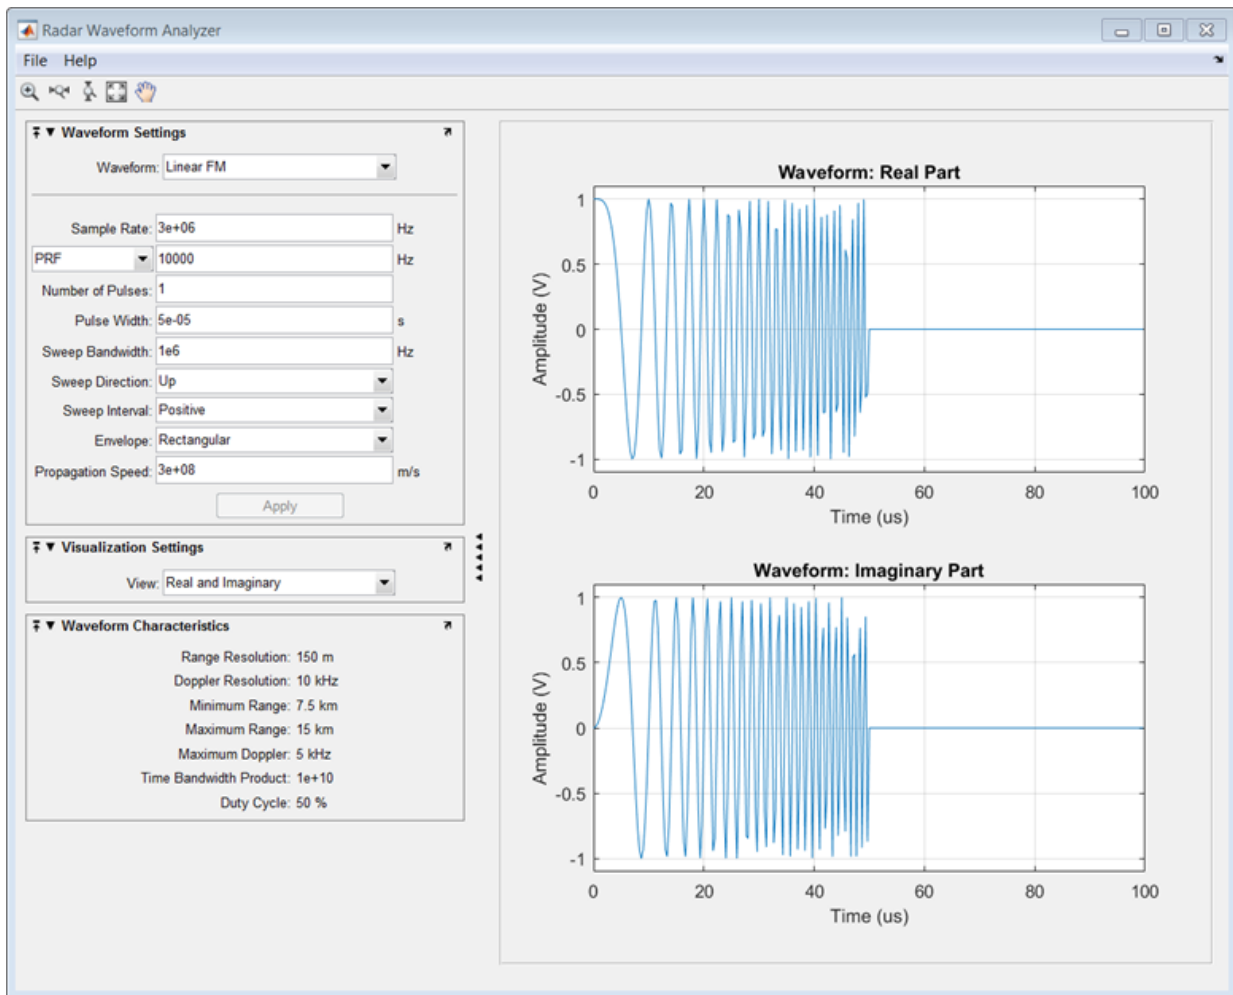 Radar Waveform Analyzer
File Help
Waveform Settings
Waveform: Linear FM
Sample Rate: 3e+06 Hz
PRF 10000 Hz
Number of Pulses: 1
Pulse Width: 5e-05 s
Sweep Bandwidth: 1e6 Hz
Sweep Direction: Up
Sweep Interval: Positive
Envelope: Rectangular
Propagation Speed: 3e+08 m/s
Apply
Visualization Settings
View: Real and Imaginary
Waveform Characteristics
Range Resolution: 150 m
Doppler Resolution: 10 kHz
Minimum Range: 7.5 km
Maximum Range: 15 km
Maximum Doppler: 5 kHz
Time Bandwidth Product: 1e+10
Duty Cycle: 50 %
Waveform: Real Part
Amplitude (V)
1
0.5
0
-0.5
-1
0 20 40 60 80 100
Time (us)
Waveform: Imaginary Part
Amplitude (V)
1
0.5
0
-0.5
-1
0 20 40 60 80 100
Time (us)